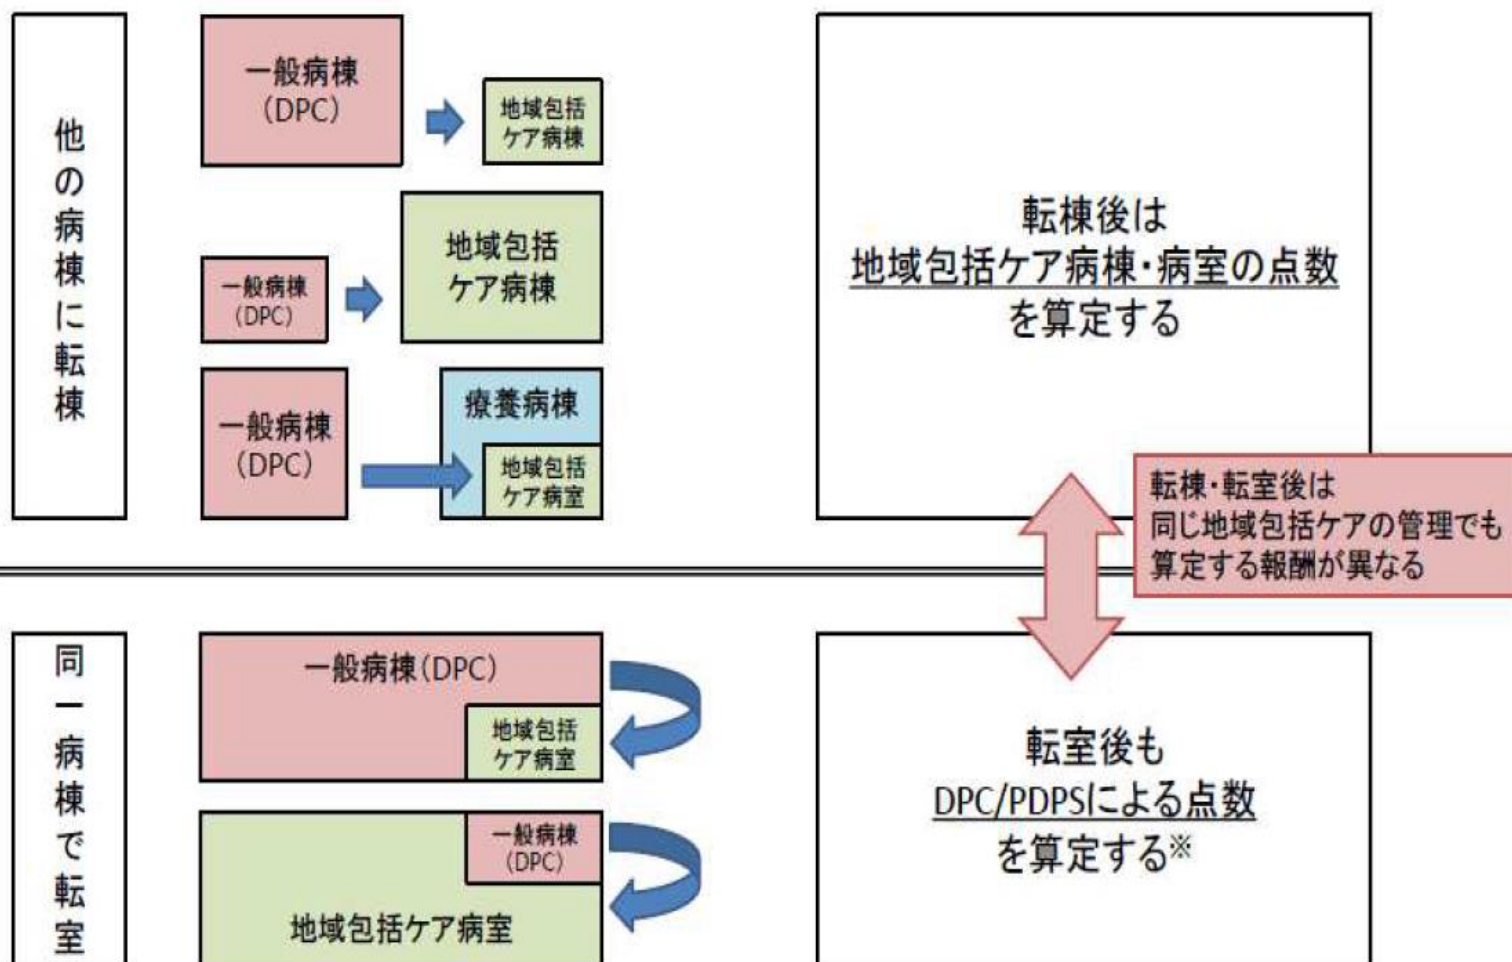 他の病棟に転棟
一般病棟
(DPC)
地域包括
ケア病棟
一般病棟
(DPC)
地域包括
ケア病棟
一般病棟
(DPC)
療養病棟
地域包括
ケア病室
転棟後は
地域包括ケア病棟・病室の点数
を算定する
転棟・転室後は
同じ地域包括ケアの管理でも
算定する報酬が異なる
同一病棟で転室
一般病棟(DPC)
地域包括
ケア病室
一般病棟
(DPC)
地域包括ケア病室
転室後も
DPC/PDPSによる点数
を算定する※